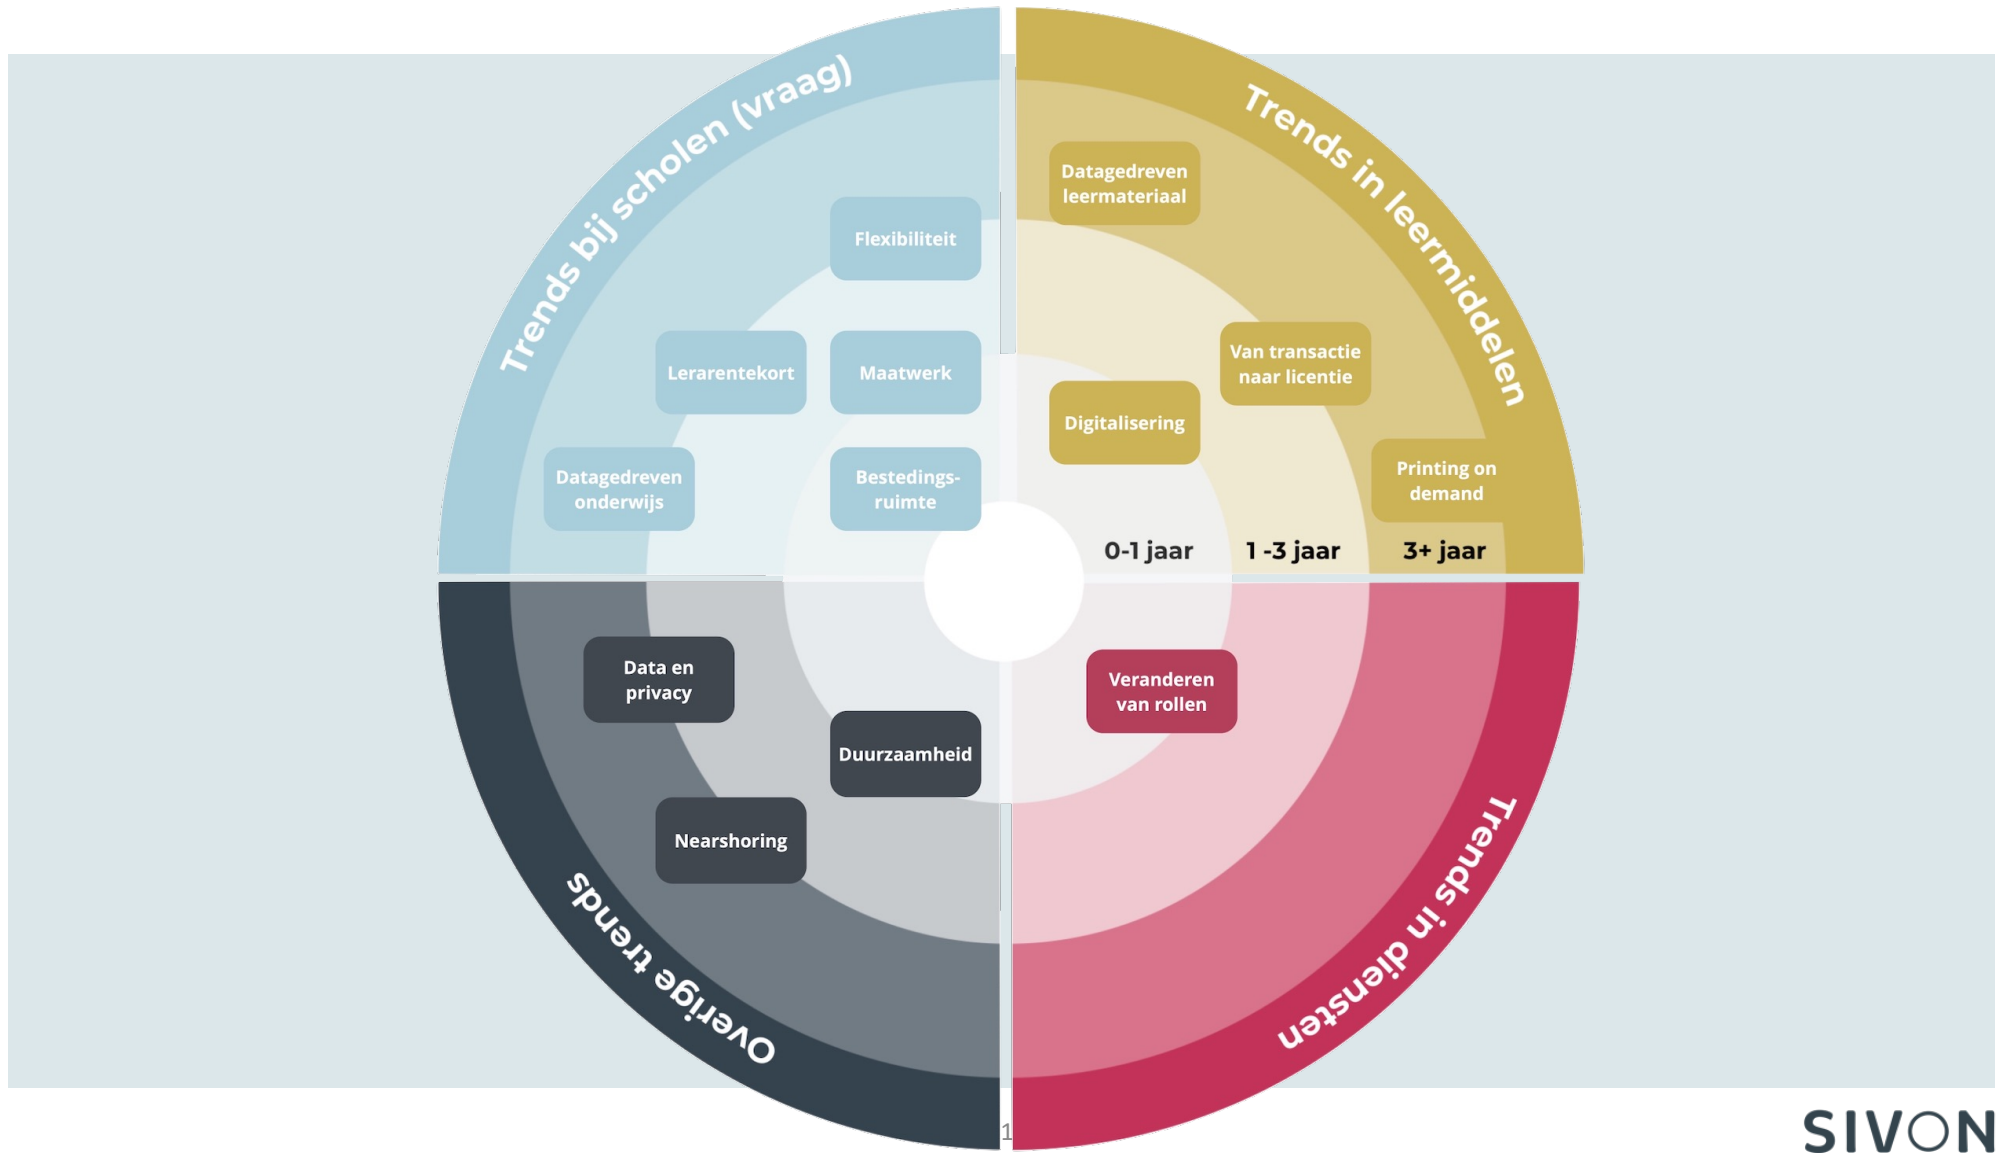 Trends bij scholen (vraag)
Flexibiliteit
Lerarentekort
Maatwerk
Datagedreven
onderwijs
Bestedings-
ruimte
Trends in leermiddelen
Datagedreven
leermateriaal
Van transactie
naar licentie
Digitalisering
Printing on
demand
0-1 jaar
1 -3 jaar
3+ jaar
Data en
privacy
Duurzaamheid
Nearshoring
Overige trends
Veranderen
van rollen
Trends in diensten
1
SIVON